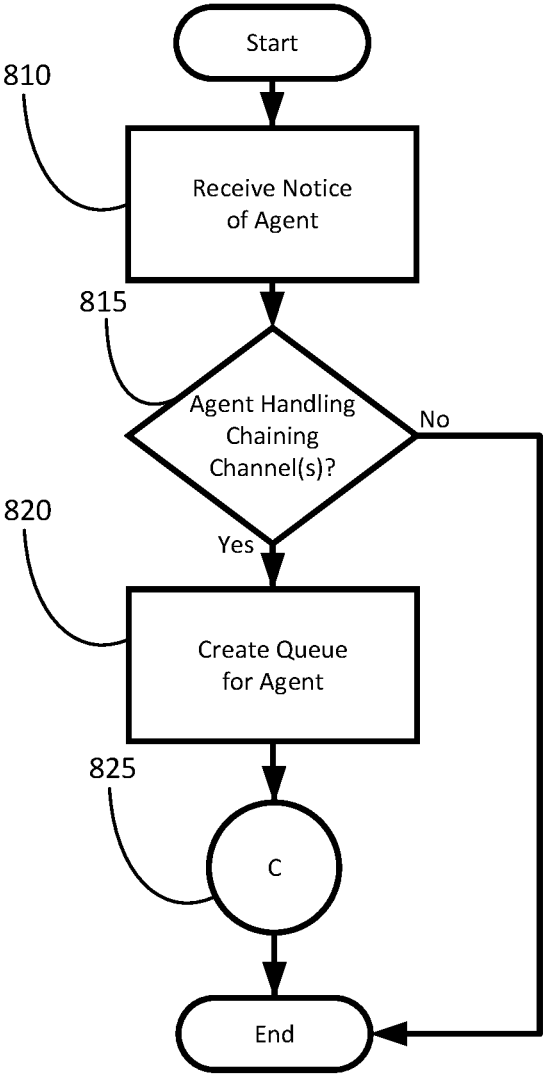 Start
810
Receive Notice
of Agent
815
Agent Handling
Chaining
Channel(s)?
No
820
Yes
Create Queue
for Agent
825
C
End